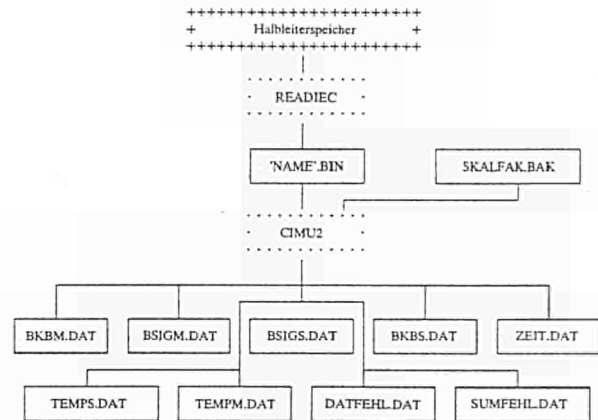 Halbleiterspeicher
READIEC
'NAME'.BIN
SKALFAK.BAK
CIMU2
BKBM.DAT
BSIGM.DAT
BSIGS.DAT
BKBS.DAT
ZEIT.DAT
TEMPS.DAT
TEMPM.DAT
DATFEHL.DAT
SUMFEHL.DAT